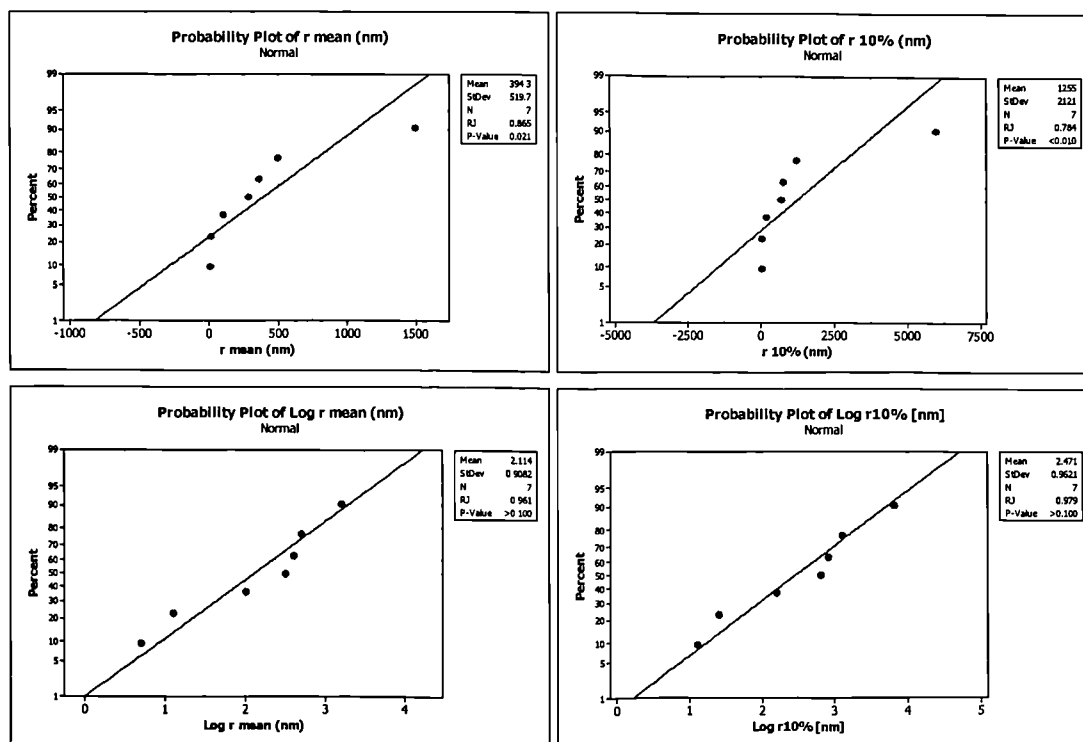 Probability Plot of r mean (nm)
Normal
99
95
90
80
70
60
50
40
30
20
10
5
1
Percent
-1000
-500
0
500
1000
1500
r mean (nm)
Mean 394 3
StDev 519.7
N 7
RJ 0.865
P-Value 0.021
Probability Plot of r 10% (nm)
Normal
99
95
90
80
70
60
50
40
30
20
10
5
1
Percent
-5000
-2500
0
2500
5000
7500
r 10% (nm)
Mean 1255
StDev 2121
N 7
RJ 0.784
P-Value <0.010
Probability Plot of Log r mean (nm)
Normal
99
95
90
80
70
60
50
40
30
20
10
5
1
Percent
0
1
2
3
4
Log r mean (nm)
Mean 2.114
StDev 0 9082
N 7
RJ 0 961
P-Value >0 100
Probability Plot of Log r10% [nm]
Normal
99
95
90
80
70
60
50
40
30
20
10
5
1
Percent
0
1
2
3
4
5
Log r10% [nm]
Mean 2.471
StDev 0.9621
N 7
RJ 0.979
P-Value >0.100